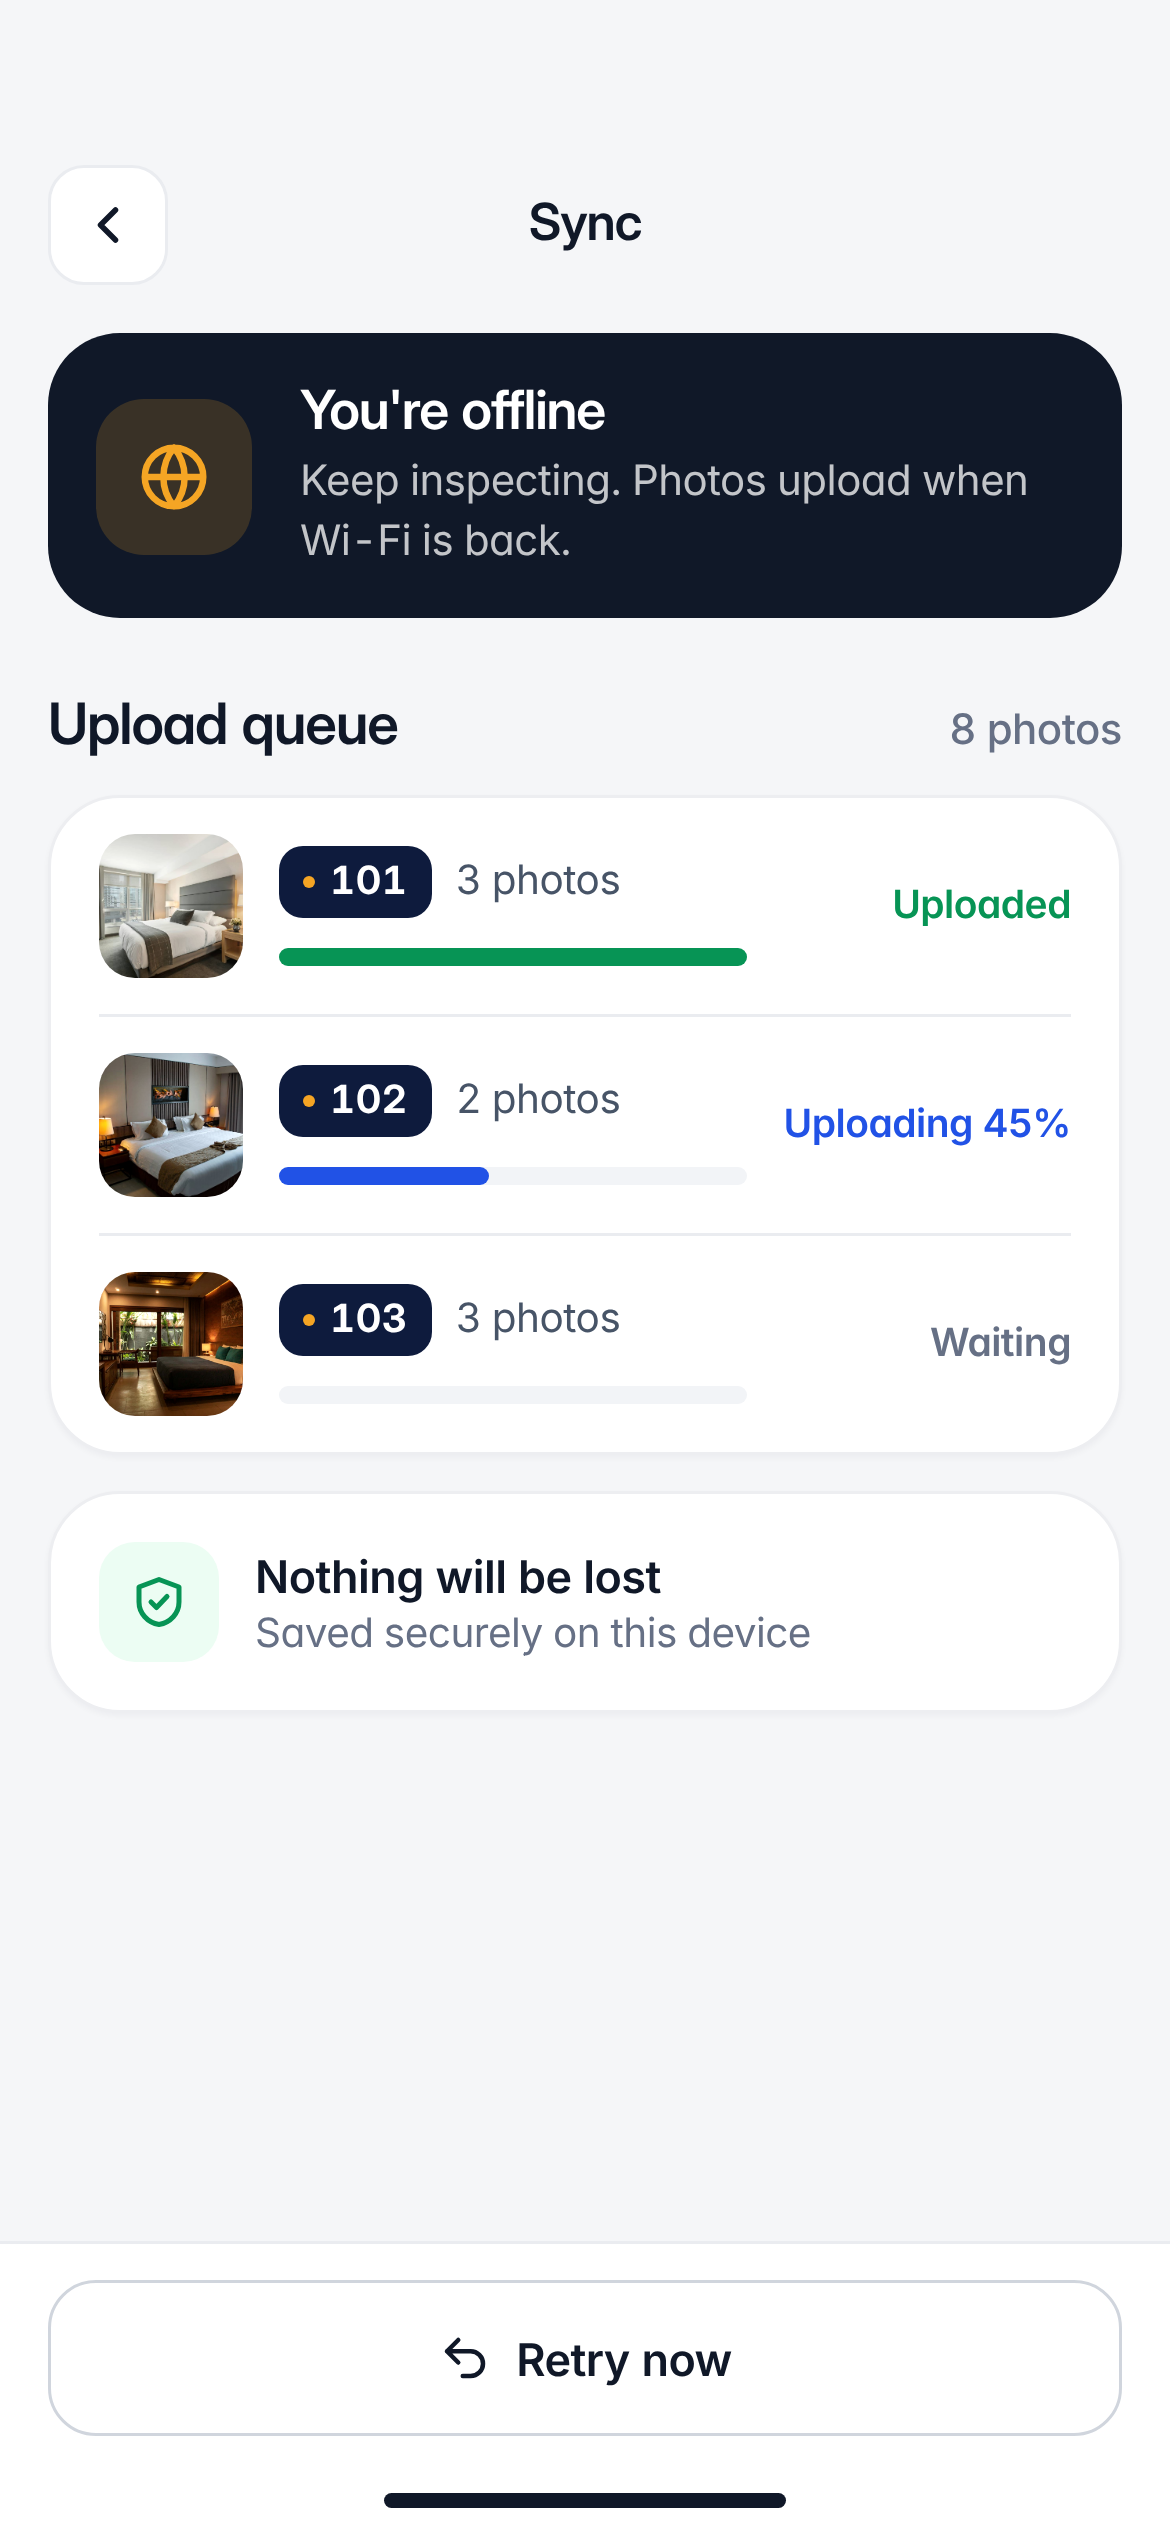 Sync
You're offline
Keep inspecting. Photos upload when
Wi-Fi is back.
Upload queue
8 photos
101
3 photos
Uploaded
102
2 photos
Uploading 45%
103
3 photos
Waiting
Nothing will be lost
Saved securely on this device
Retry now